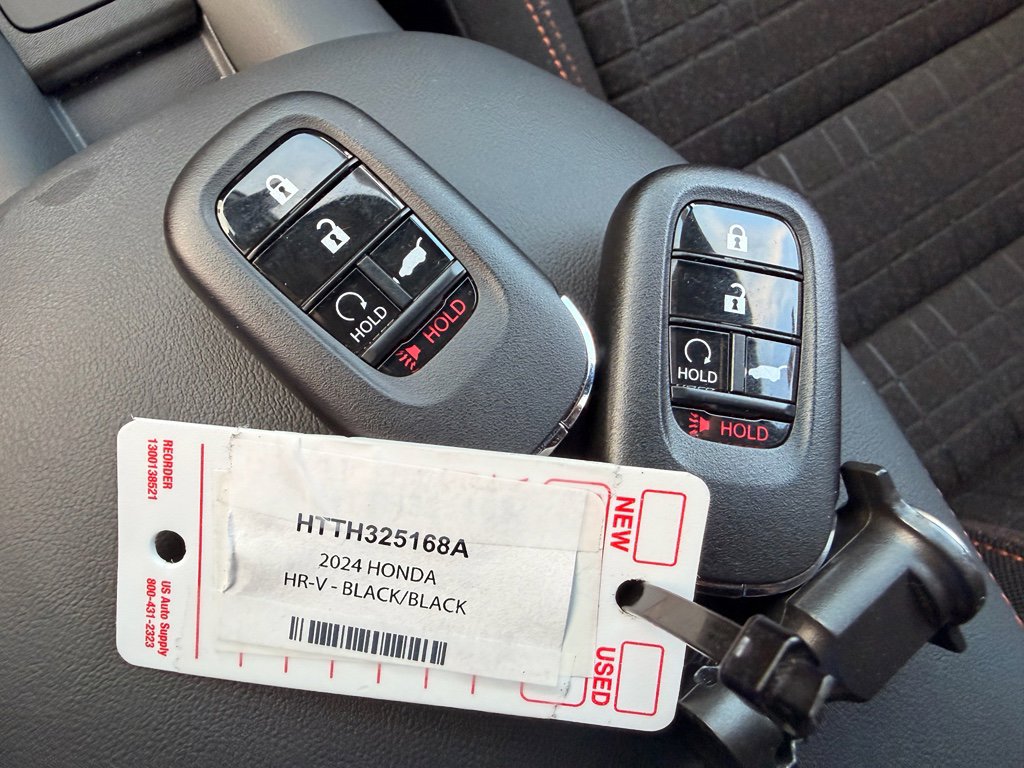 HOLD
HOLD
HOLD
HOLD
REORDER
1300138521
US Auto Supply
800-431-2323
HTTH325168A
2024 HONDA
HR-V - BLACK/BLACK
NEW
USED